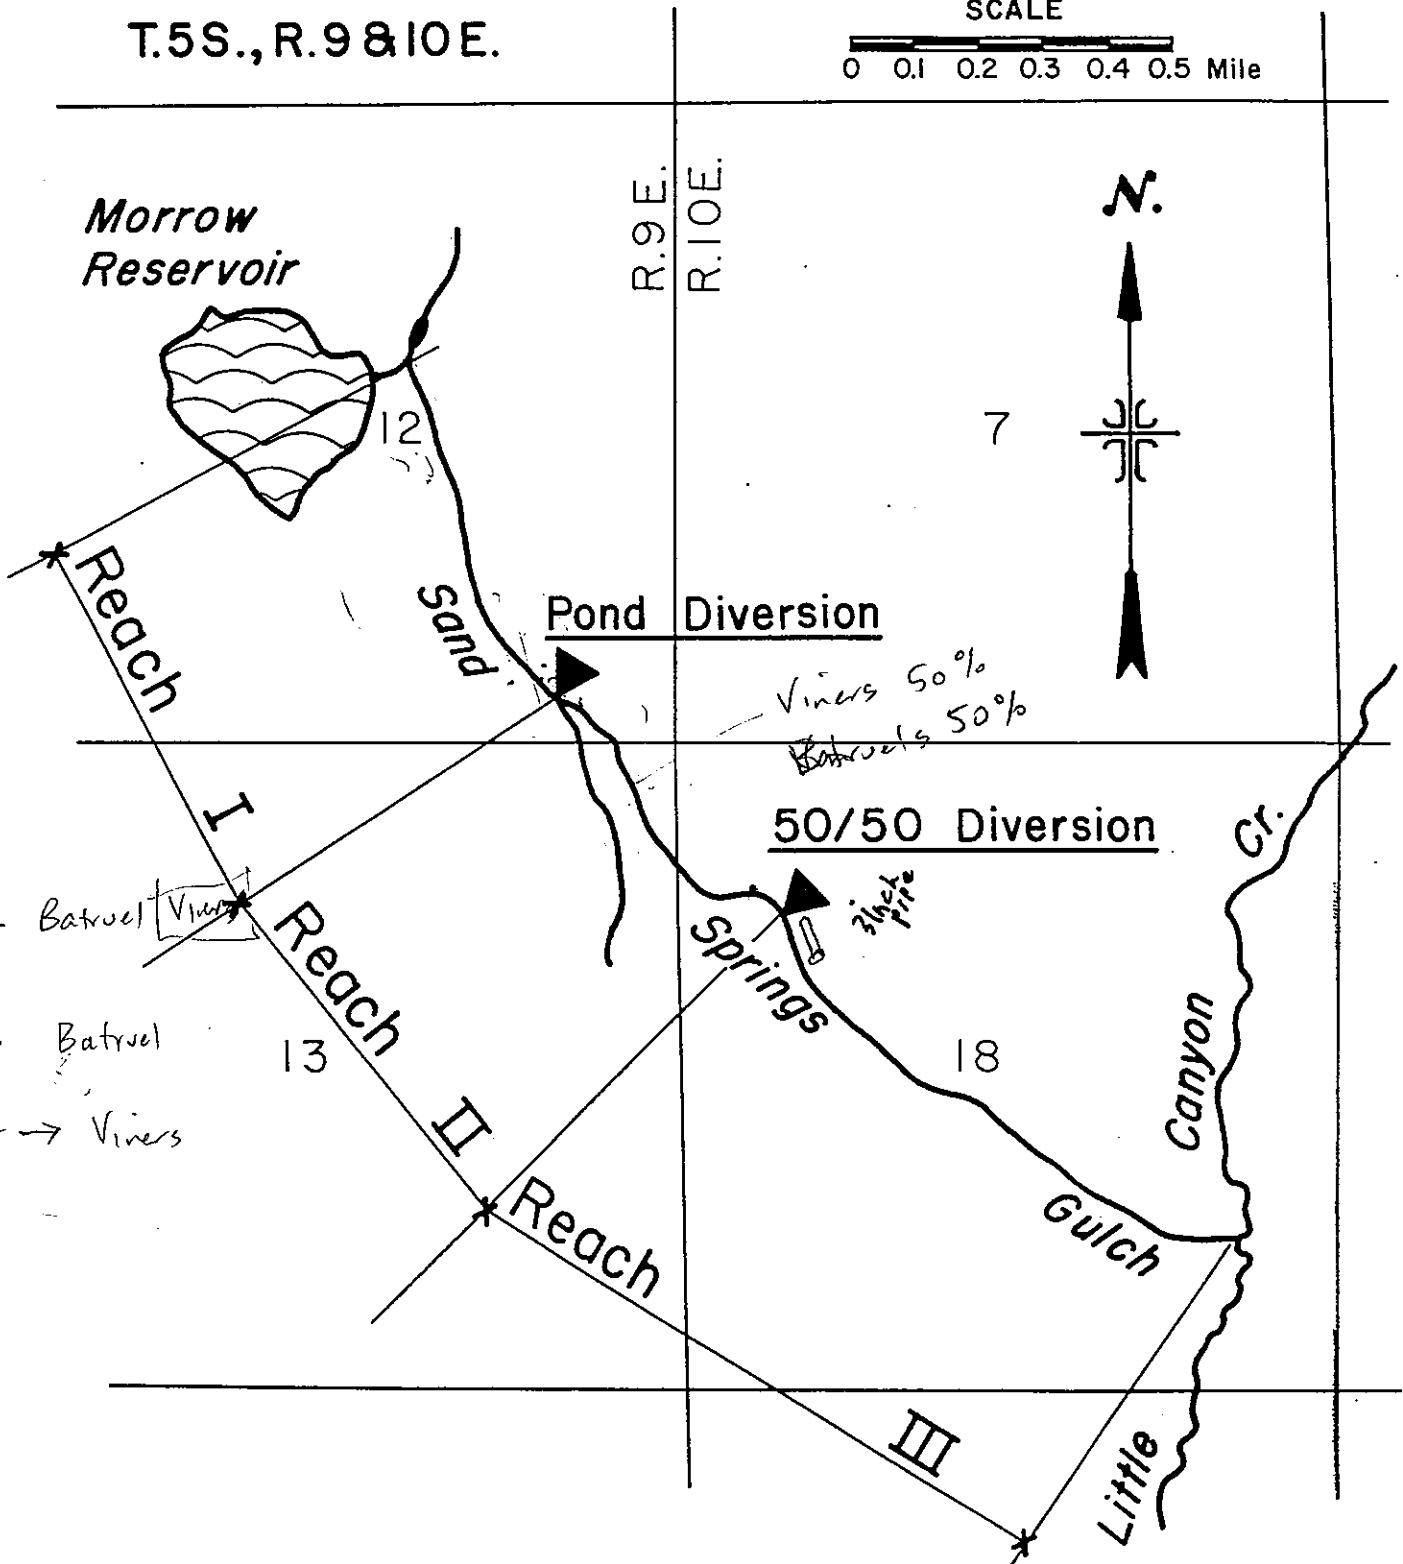 T.5S., R.9 & 10E.
SCALE
0 0.1 0.2 0.3 0.4 0.5 Mile
R.9E.
R.10E.
N.
Morrow
Reservoir
12
7
Reach
I
Sand
Pond Diversion
Viners 50%
Batruels 50%
50/50 Diversion
3 inch
pipe
Cr.
Batruel Viners
Reach
II
Springs
Batruel
13
18
Canyon
→ Viners
Reach
III
Gulch
Little